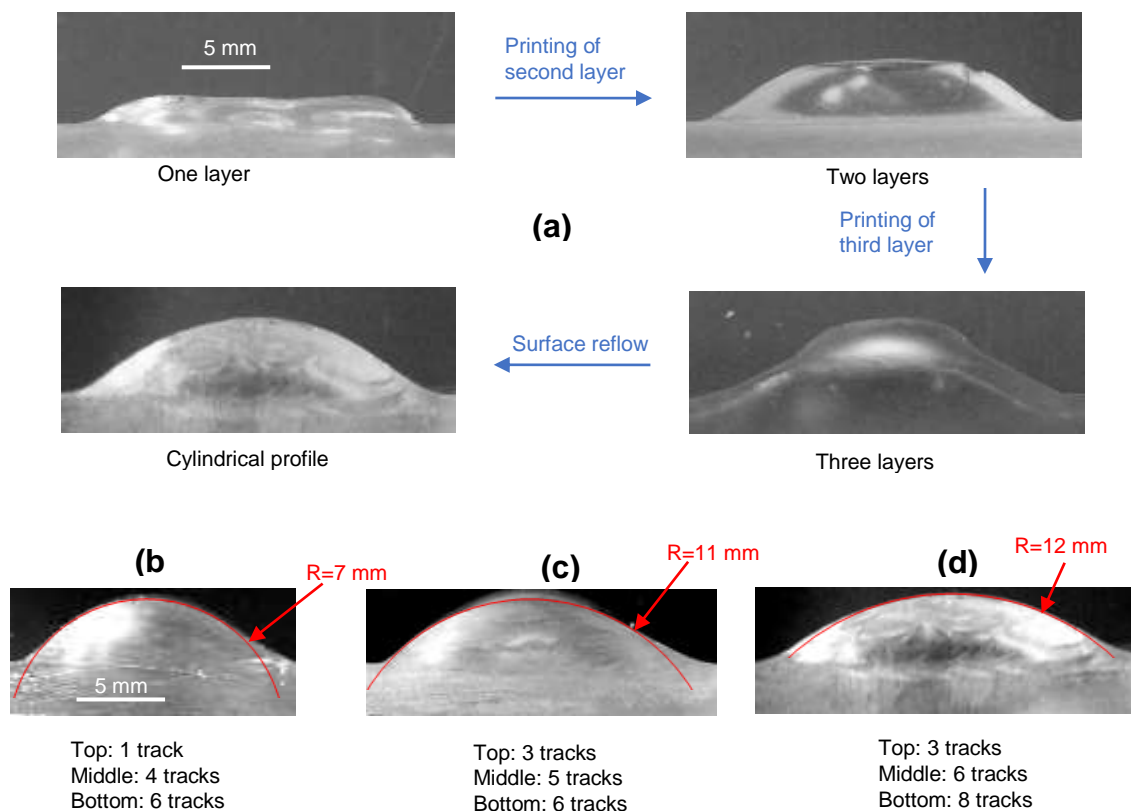 5 mm
Printing of
second layer
One layer
Two layers
(a)
Printing of
third layer
Surface reflow
Cylindrical profile
Three layers
(b)
R=7 mm
(c)
R=11 mm
(d)
R=12 mm
5 mm
Top: 1 track
Middle: 4 tracks
Bottom: 6 tracks
Top: 3 tracks
Middle: 5 tracks
Bottom: 6 tracks
Top: 3 tracks
Middle: 6 tracks
Bottom: 8 tracks